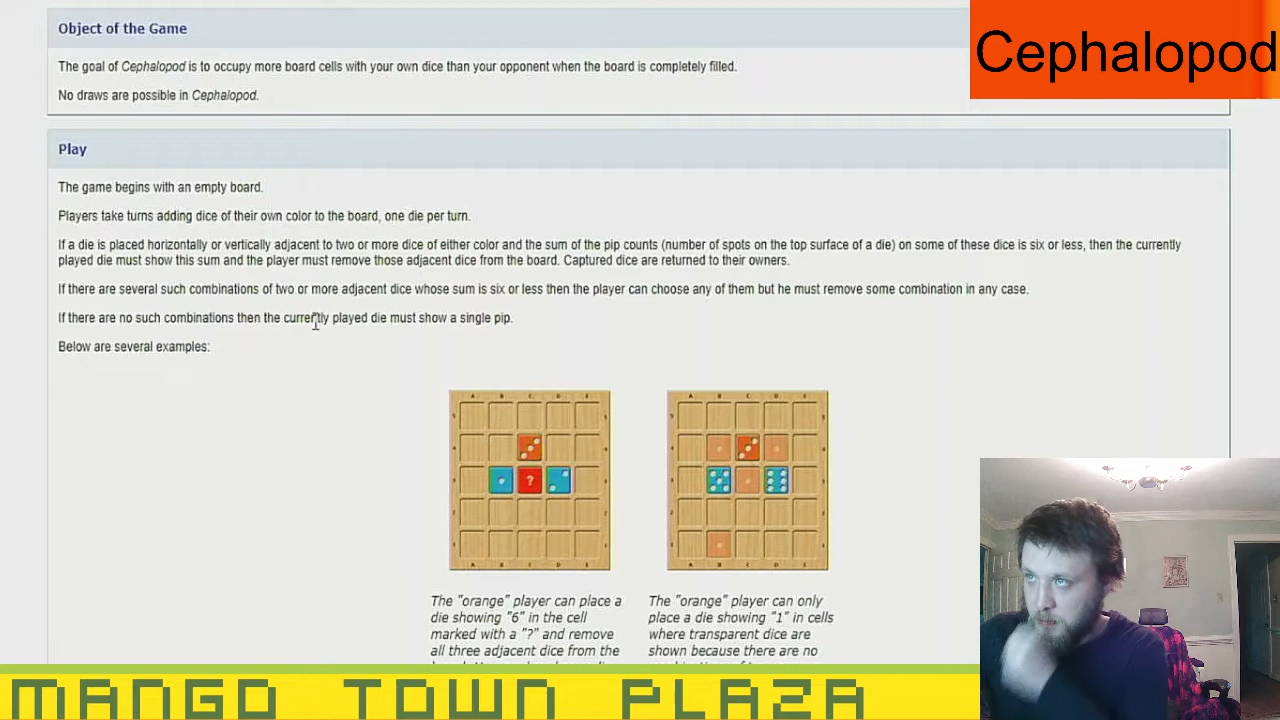 Object of the Game
Cephalopod
The goal of Cephalopod is to occupy more board cells with your own dice than your opponent when the board is completely filled.
No draws are possible in Cephalopod.
Play
The game begins with an empty board.
Players take turns adding dice of their own color to the board, one die per turn.
If a die is placed horizontally or vertically adjacent to two or more dice of either color and the sum of the pip counts (number of spots on the top surface of a die) on some of these dice is six or less, then the currently
played die must show this sum and the player must remove those adjacent dice from the board. Captured dice are returned to their owners.
If there are several such combinations of two or more adjacent dice whose sum is six or less then the player can choose any of them but he must remove some combination in any case.
If there are no such combinations then the currently played die must show a single pip.
Below are several examples:
?
The "orange" player can place a
die showing "6" in the cell
marked with a "?" and remove
all three adjacent dice from the
The "orange" player can only
place a die showing "1" in cells
where transparent dice are
shown because there are no
MANGO TOWN PLAZA